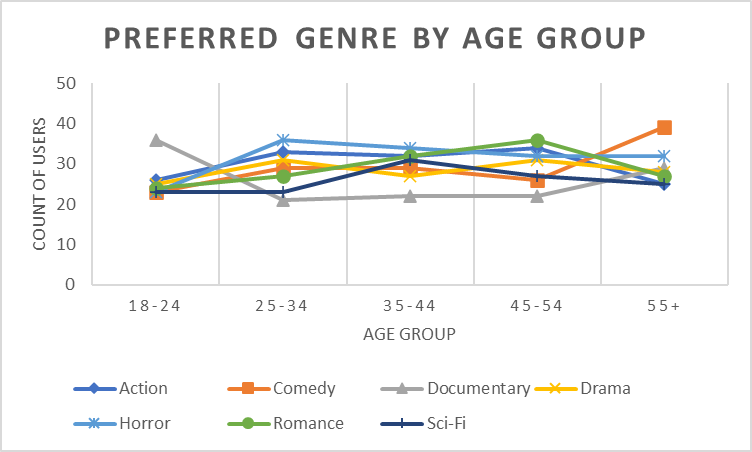 PREFERRED GENRE BY AGE GROUP
50
40
30
20
10
0
COUNT OF USERS
18-24 25-34 35-44 45-54 55+
AGE GROUP
Action Comedy Documentary Drama
Horror Romance Sci-Fi